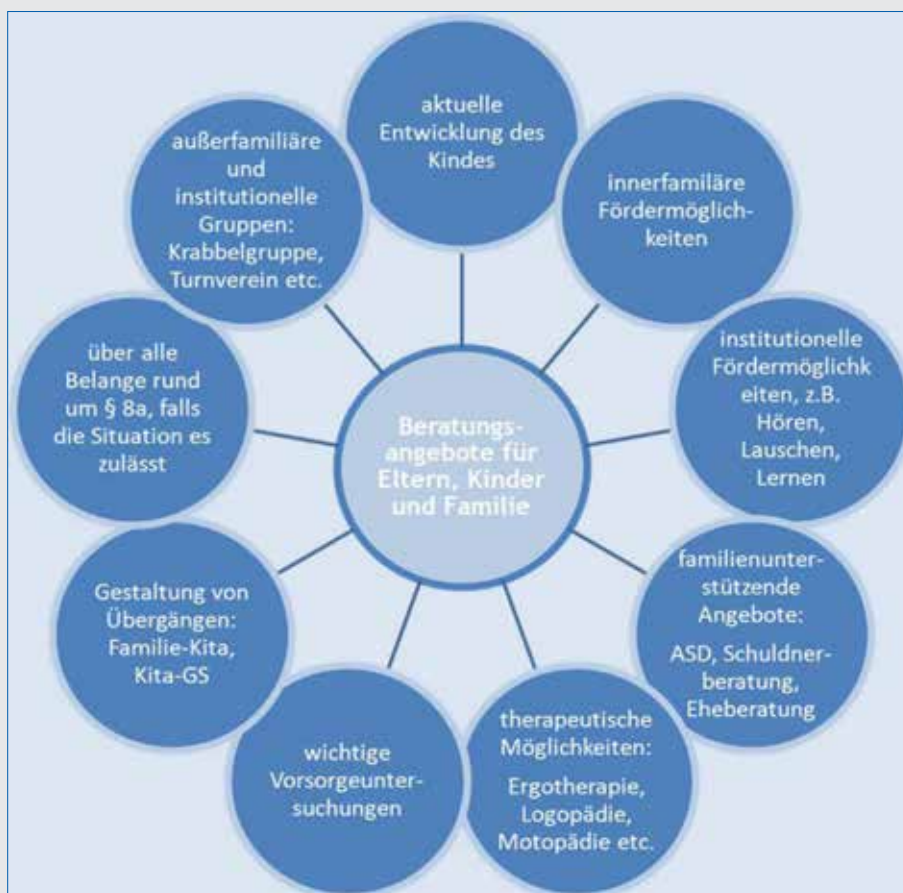 aktuelle
Entwicklung des
Kindes
innerfamiläre
Fördermöglich-
keiten
institutionelle
Fördermöglichk
eiten, z.B.
Hören,
Lauschen,
Lernen
familienunter-
stützende
Angebote:
ASD, Schuldner-
beratung,
Eheberatung
therapeutische
Möglichkeiten:
Ergotherapie,
Logopädie,
Motopädie etc.
wichtige
Vorsorgeunter-
suchungen
Gestaltung von
Übergängen:
Familie-Kita,
Kita-GS
über alle
Belange rund
um § 8a, falls
die Situation es
zulässt
außerfamiliäre
und
institutionelle
Gruppen:
Krabbelgruppe,
Turnverein etc.
Beratungs-
angebote für
Eltern, Kinder
und Familie